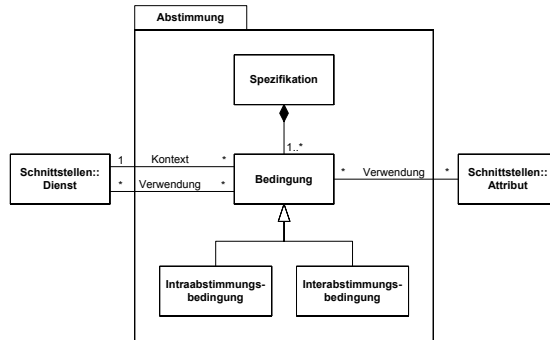 Abstimmung
Spezifikation
1..*
1 Kontext *
Schnittstellen::
Dienst
* Verwendung *
Bedingung
* Verwendung *
Schnittstellen::
Attribut
Intraabstimmungs-
bedingung
Interabstimmungs-
bedingung